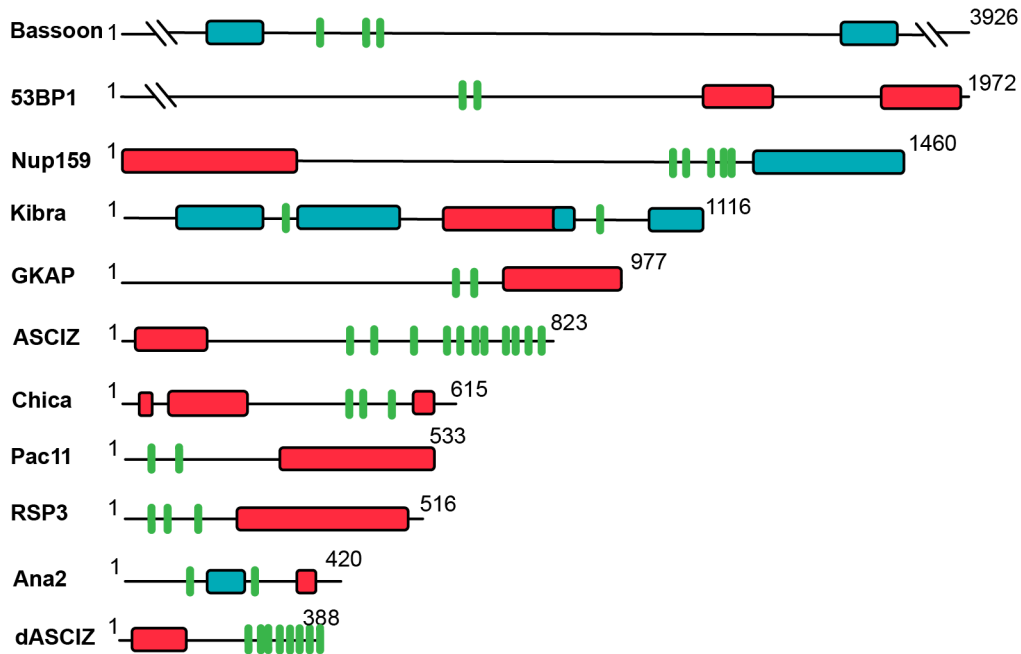 Bassoon 1 3926
53BP1 1 1972
Nup159 1 1460
Kibra 1 1116
GKAP 1 977
ASCIZ 1 823
Chica 1 615
Pac11 1 533
RSP3 1 516
Ana2 1 420
dASCIZ 1 388